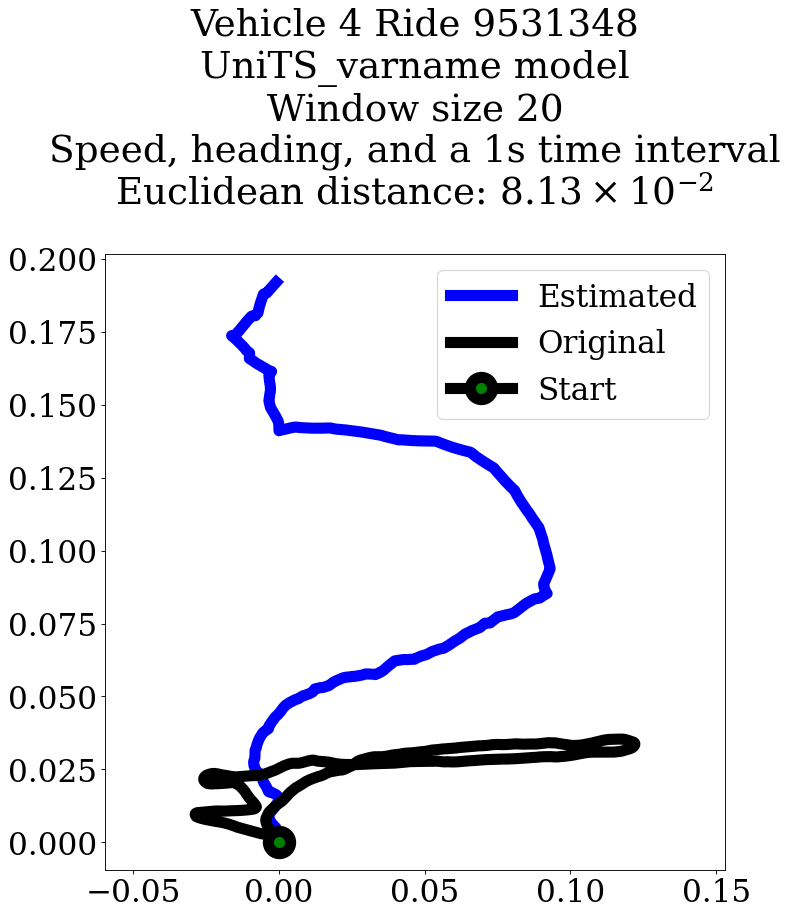 Vehicle 4 Ride 9531348
UniTS_varname model
Window size 20
Speed, heading, and a 1s time interval
Euclidean distance: 8.13 × 10⁻²
0.200
0.175
0.150
0.125
0.100
0.075
0.050
0.025
0.000
Estimated
Original
Start
−0.05 0.00 0.05 0.10 0.15